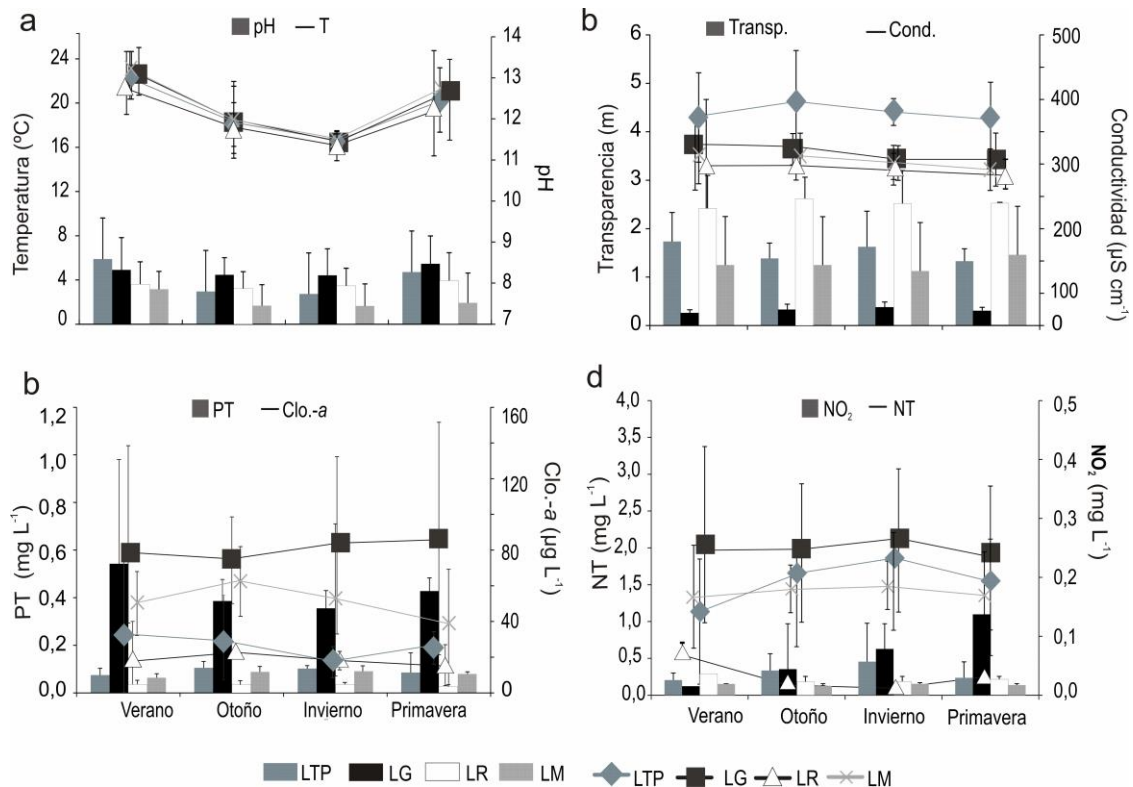 a
pH T
Temperatura (ºC)
24
20
16
12
8
4
0
14
13
12
11
9
8
7
pH
b
Transp. Cond.
Transparencia (m)
6
5
4
3
2
1
0
500
400
300
200
100
0
Conductividad (µS cm⁻¹)
b
PT Clo.-a
PT (mg L⁻¹)
1,2
1,0
0,8
0,6
0,4
0,2
0,0
160
120
80
40
0
Clo.-a (µg L⁻¹)
Verano Otoño Invierno Primavera
d
NO₂ NT
NT (mg L⁻¹)
4,0
3,5
3,0
2,5
2,0
1,5
1,0
0,5
0,0
0,5
0,4
0,3
0,2
0,1
0,0
NO₂ (mg L⁻¹)
Verano Otoño Invierno Primavera
LTP LG LR LM LTP LG LR LM